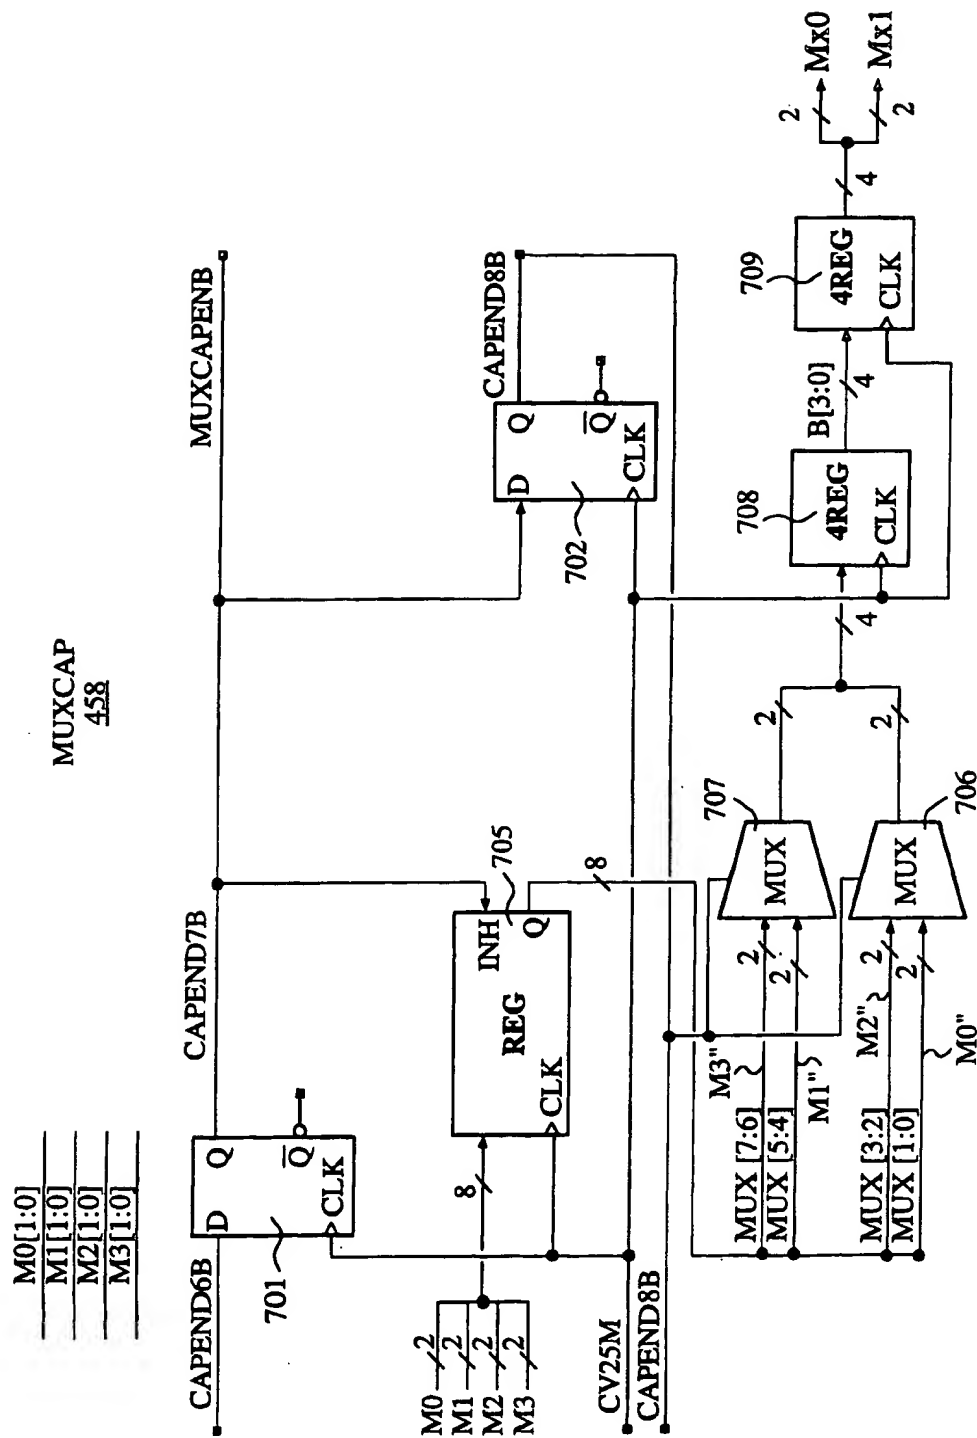 MUXCAP
458
M0[1:0]
M1[1:0]
M2[1:0]
M3[1:0]
CAPEND6B
D
Q
Q
CLK
701
CAPEND7B
MUXCAPENB
M0
M1
M2
M3
2
2
2
2
8
REG
INH
Q
CLK
705
8
D
Q
Q
CLK
702
CAPEND8B
CV25M
CAPEND8B
MUX [7:6]
MUX [5:4]
MUX [3:2]
MUX [1:0]
M3"
M1"
M2"
M0"
2
2
2
2
MUX
707
MUX
706
2
2
4
4REG
CLK
708
B[3:0]
4
4REG
CLK
709
4
2
Mx0
2
Mx1